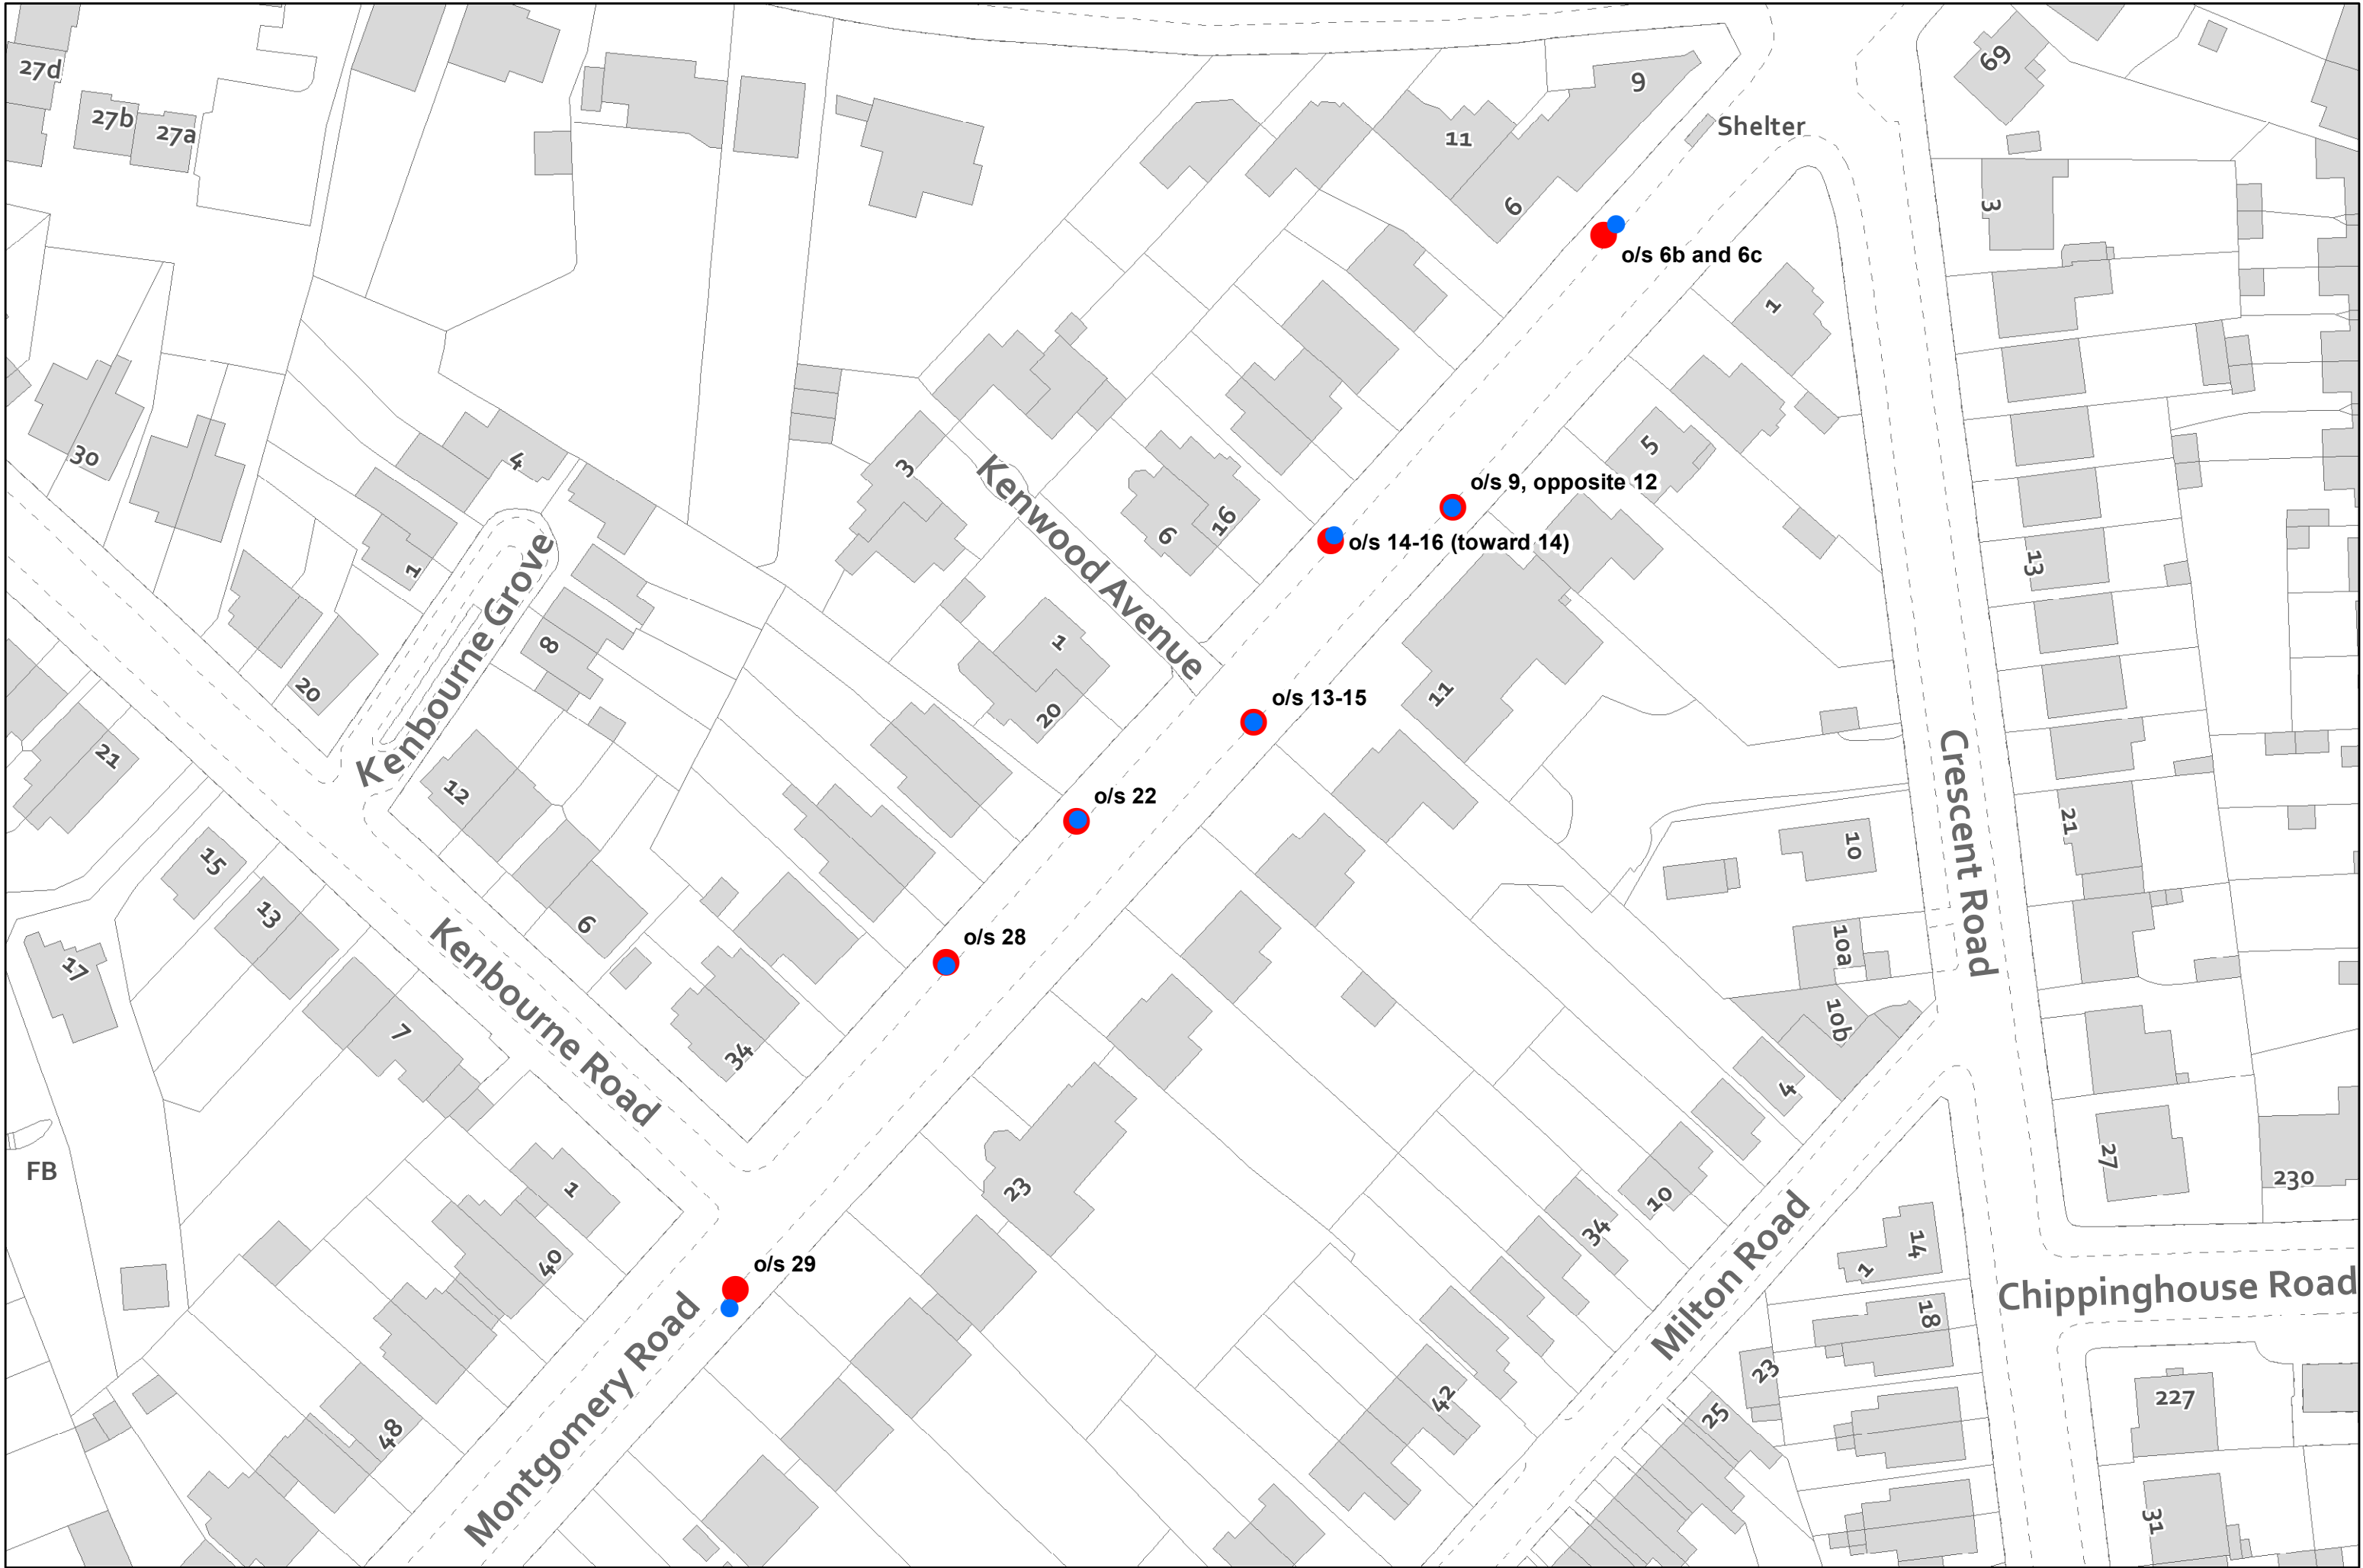 27d
27b
27a
69
9
11
Shelter
6
3
o/s 6b and 6c
1
30
4
3
5
Kenwood Avenue
o/s 9, opposite 12
16
6
o/s 14-16 (toward 14)
1
Kenbourne Grove
13
8
1
20
o/s 13-15
11
20
21
12
o/s 22
21
10
15
Crescent Road
13
6
o/s 28
10a
17
Kenbourne Road
10b
7
34
4
FB
27
230
1
23
10
34
14
40
o/s 29
1
Milton Road
Chippinghouse Road
Montgomery Road
18
23
42
227
25
48
31